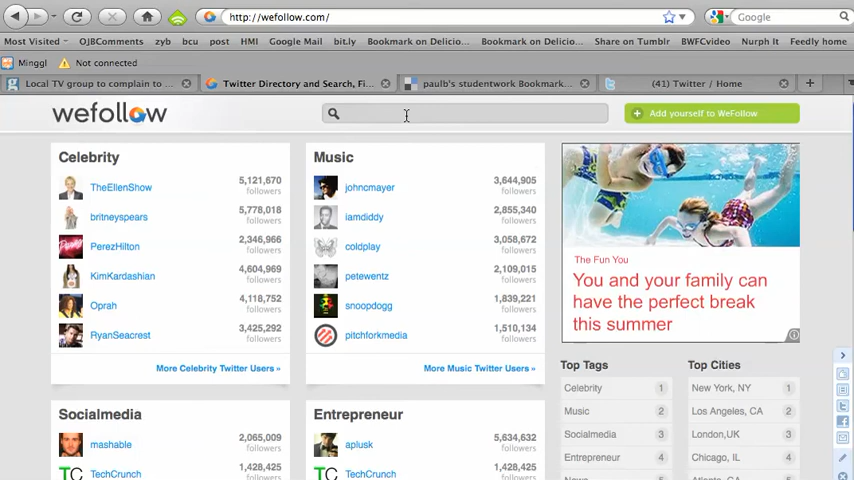 http://wefollow.com/
Google
Most Visited
OJBComments
zyb
bcu
post
HMI
Google Mail
bit.ly
Bookmark on Delicio...
Bookmark on Delicio...
Share on Tumblr
BWFCvideo
Nurph It
Feedly home
Minggl
Not connected
Local TV group to complain to ...
Twitter Directory and Search, Fi...
paulb's studentwork Bookmark...
(41) Twitter / Home
wefollow
Add yourself to WeFollow
Celebrity
TheEllenShow
5,121,670
followers
britneyspears
5,778,018
followers
PerezHilton
2,346,966
followers
KimKardashian
4,604,969
followers
Oprah
4,118,752
followers
RyanSeacrest
3,425,292
followers
More Celebrity Twitter Users »
Music
johncmayer
3,644,905
followers
iamdiddy
2,855,340
followers
coldplay
3,058,672
followers
petewentz
2,109,015
followers
snoopdogg
1,839,221
followers
pitchforkmedia
1,510,134
followers
More Music Twitter Users »
The Fun You
You and your family can
have the perfect break
this summer
Top Tags
Celebrity 1
Music 2
Socialmedia 3
Entrepreneur 4
Top Cities
New York, NY 1
Los Angeles, CA 2
London,UK 3
Chicago, IL 4
Socialmedia
mashable
2,065,009
followers
TechCrunch
1,428,425
Entrepreneur
aplusk
5,634,632
followers
TechCrunch
1,428,425